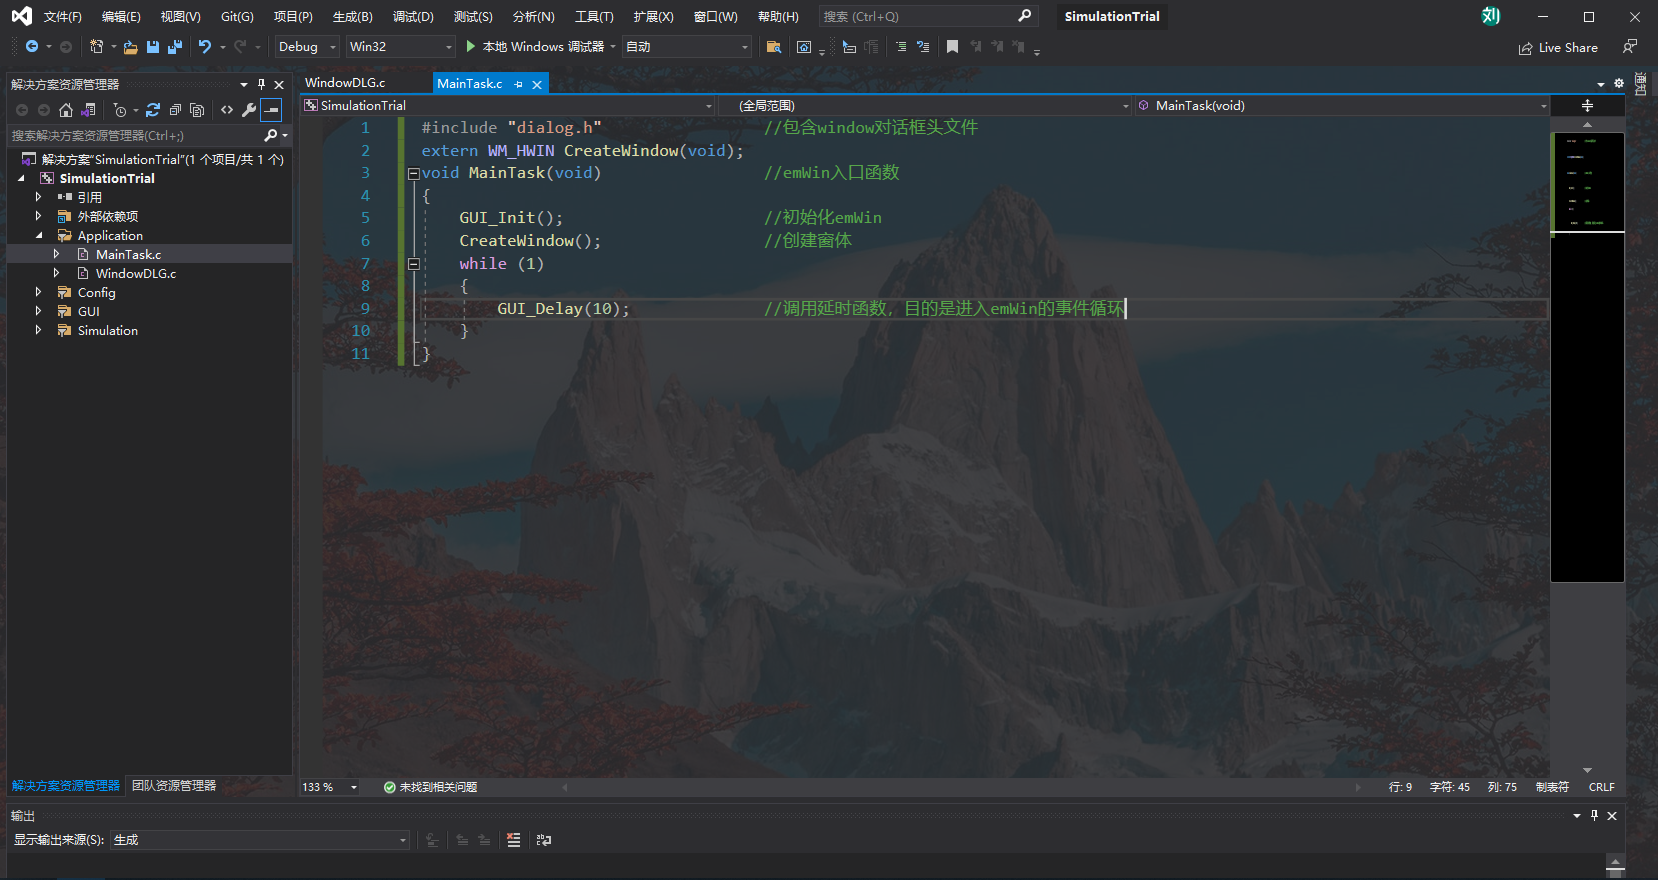 文件(F) 编辑(E) 视图(V) Git(G) 项目(P) 生成(B) 调试(D) 测试(S) 分析(N) 工具(T) 扩展(X) 窗口(W) 帮助(H) 搜索 (Ctrl+Q) SimulationTrial 刘
Debug Win32 本地 Windows 调试器 自动 Live Share
解决方案资源管理器
搜索解决方案资源管理器(Ctrl+;)
解决方案"SimulationTrial"(1 个项目/共 1 个)
SimulationTrial
引用
外部依赖项
Application
MainTask.c
WindowDLG.c
Config
GUI
Simulation
解决方案资源管理器 团队资源管理器
WindowDLG.c MainTask.c
SimulationTrial (全局范围) MainTask(void)
1 #include "dialog.h" //包含window对话框头文件
2 extern WM_HWIN CreateWindow(void);
3 void MainTask(void) //emWin入口函数
4 {
5 GUI_Init(); //初始化emWin
6 CreateWindow(); //创建窗体
7 while (1)
8 {
9 GUI_Delay(10); //调用延时函数，目的是进入emWin的事件循环
10 }
11 }
133 % 未找到相关问题 行: 9 字符: 45 列: 75 制表符 CRLF
输出
显示输出来源(S): 生成